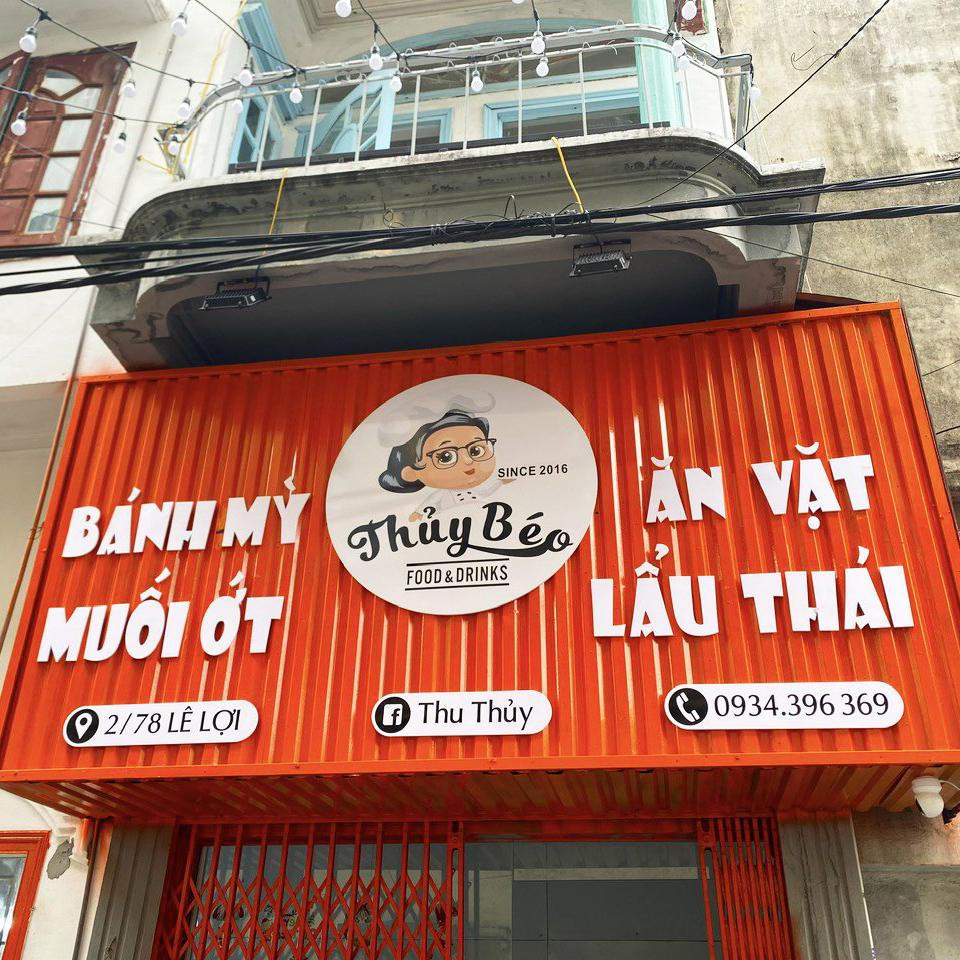 BÁNH MỲ
MUỐI ỚT
SINCE 2016
Thủy Béo
FOOD & DRINKS
ĂN VẶT
LẨU THÁI
2/78 LÊ LỢI
Thu Thủy
0934.396 369